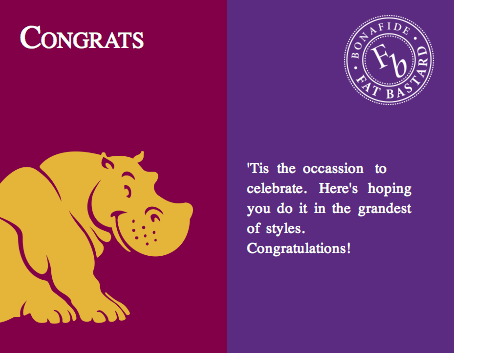 CONGRATS
BONAFIDE
Fb
FAT BASTARD
'Tis the occassion to
celebrate. Here's hoping
you do it in the grandest
of styles.
Congratulations!